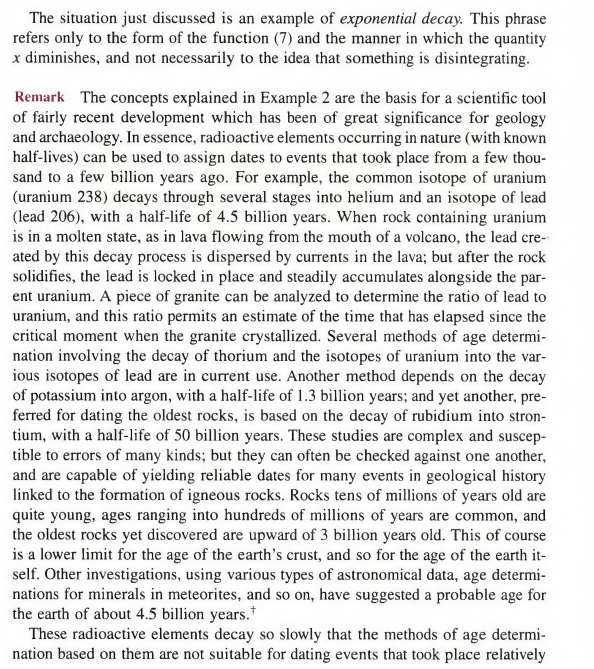 The situation just discussed is an example of exponential decay. This phrase
refers only to the form of the function (7) and the manner in which the quantity
x diminishes, and not necessarily to the idea that something is disintegrating.
Remark The concepts explained in Example 2 are the basis for a scientific tool
of fairly recent development which has been of great significance for geology
and archaeology. In essence, radioactive elements occurring in nature (with known
half-lives) can be used to assign dates to events that took place from a few thou-
sand to a few billion years ago. For example, the common isotope of uranium
(uranium 238) decays through several stages into helium and an isotope of lead
(lead 206), with a half-life of 4.5 billion years. When rock containing uranium
is in a molten state, as in lava flowing from the mouth of a volcano, the lead cre-
ated by this decay process is dispersed by currents in the lava; but after the rock
solidifies, the lead is locked in place and steadily accumulates alongside the par-
ent uranium. A piece of granite can be analyzed to determine the ratio of lead to
uranium, and this ratio permits an estimate of the time that has elapsed since the
critical moment when the granite crystallized. Several methods of age determi-
nation involving the decay of thorium and the isotopes of uranium into the var-
ious isotopes of lead are in current use. Another method depends on the decay
of potassium into argon, with a half-life of 1.3 billion years; and yet another, pre-
ferred for dating the oldest rocks, is based on the decay of rubidium into stron-
tium, with a half-life of 50 billion years. These studies are complex and suscep-
tible to errors of many kinds; but they can often be checked against one another,
and are capable of yielding reliable dates for many events in geological history
linked to the formation of igneous rocks. Rocks tens of millions of years old are
quite young, ages ranging into hundreds of millions of years are common, and
the oldest rocks yet discovered are upward of 3 billion years old. This of course
is a lower limit for the age of the earth's crust, and so for the age of the earth it-
self. Other investigations, using various types of astronomical data, age determi-
nations for minerals in meteorites, and so on, have suggested a probable age for
the earth of about 4.5 billion years.†
These radioactive elements decay so slowly that the methods of age determi-
nation based on them are not suitable for dating events that took place relatively